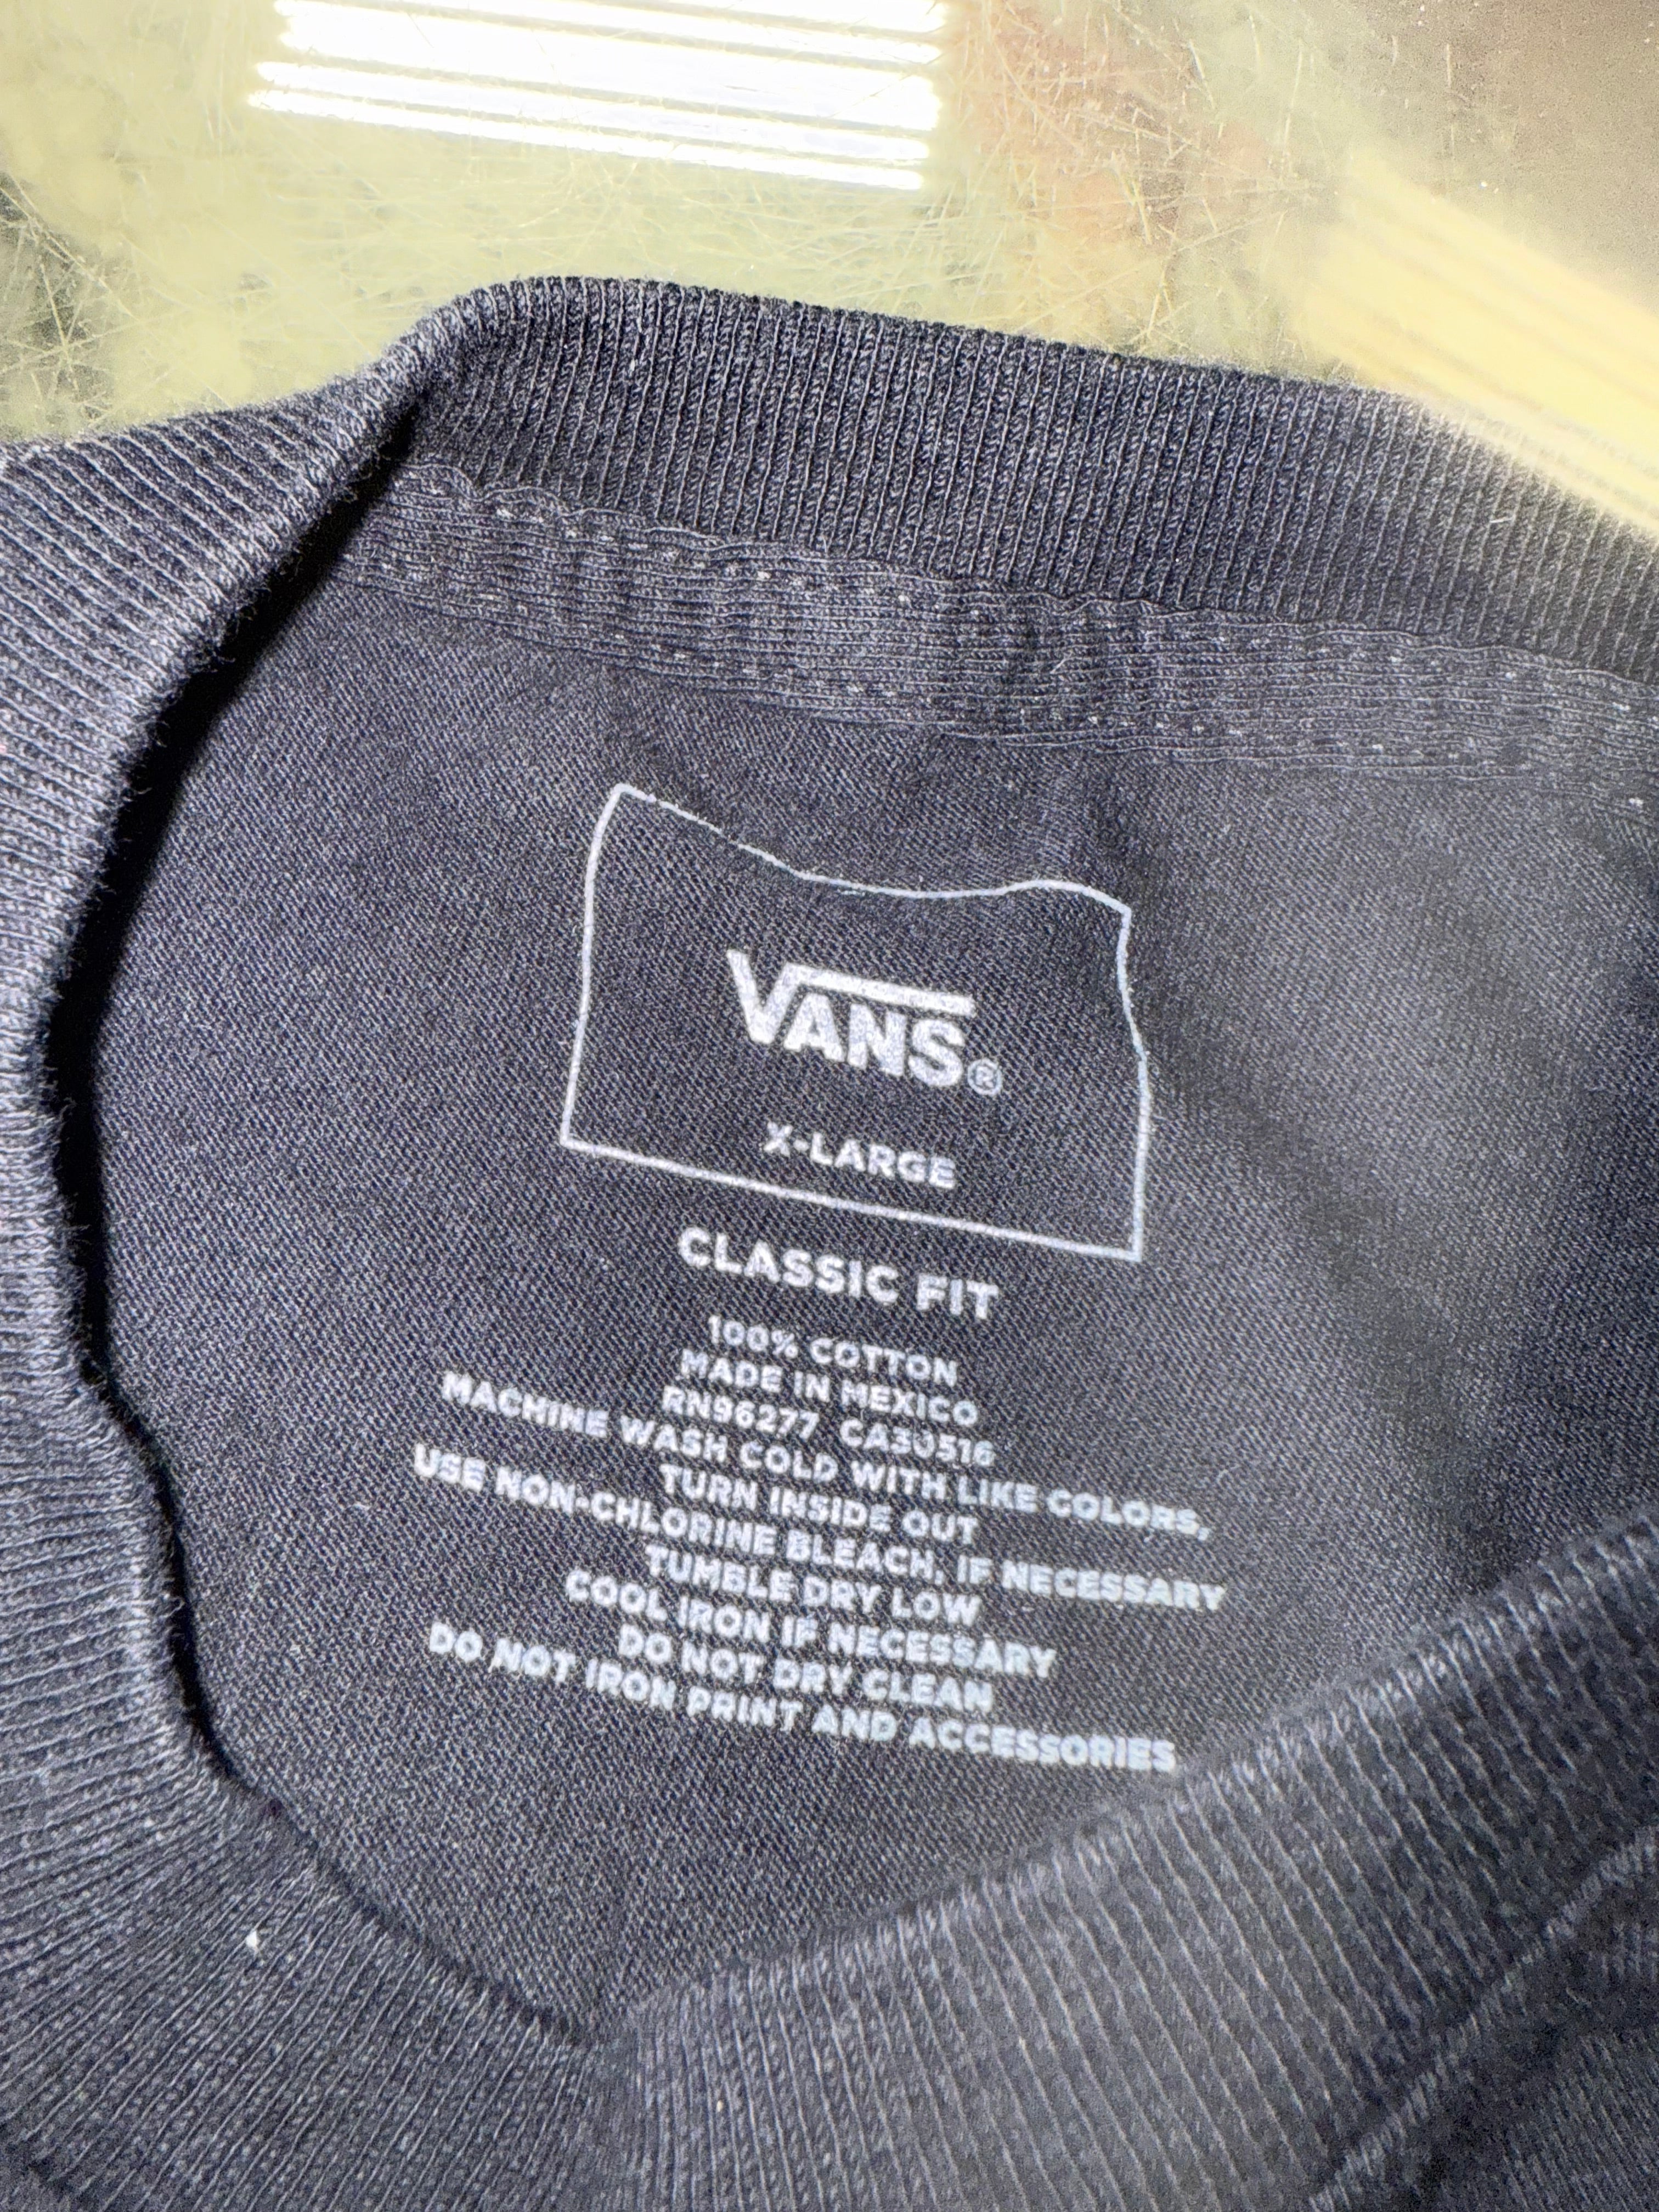 VANS®
X-LARGE
CLASSIC FIT
100% COTTON
MADE IN MEXICO
RN96277 CA30516
MACHINE WASH COLD WITH LIKE COLORS,
TURN INSIDE OUT
USE NON-CHLORINE BLEACH, IF NECESSARY
TUMBLE DRY LOW
COOL IRON IF NECESSARY
DO NOT DRY CLEAN
DO NOT IRON PRINT AND ACCESSORIES